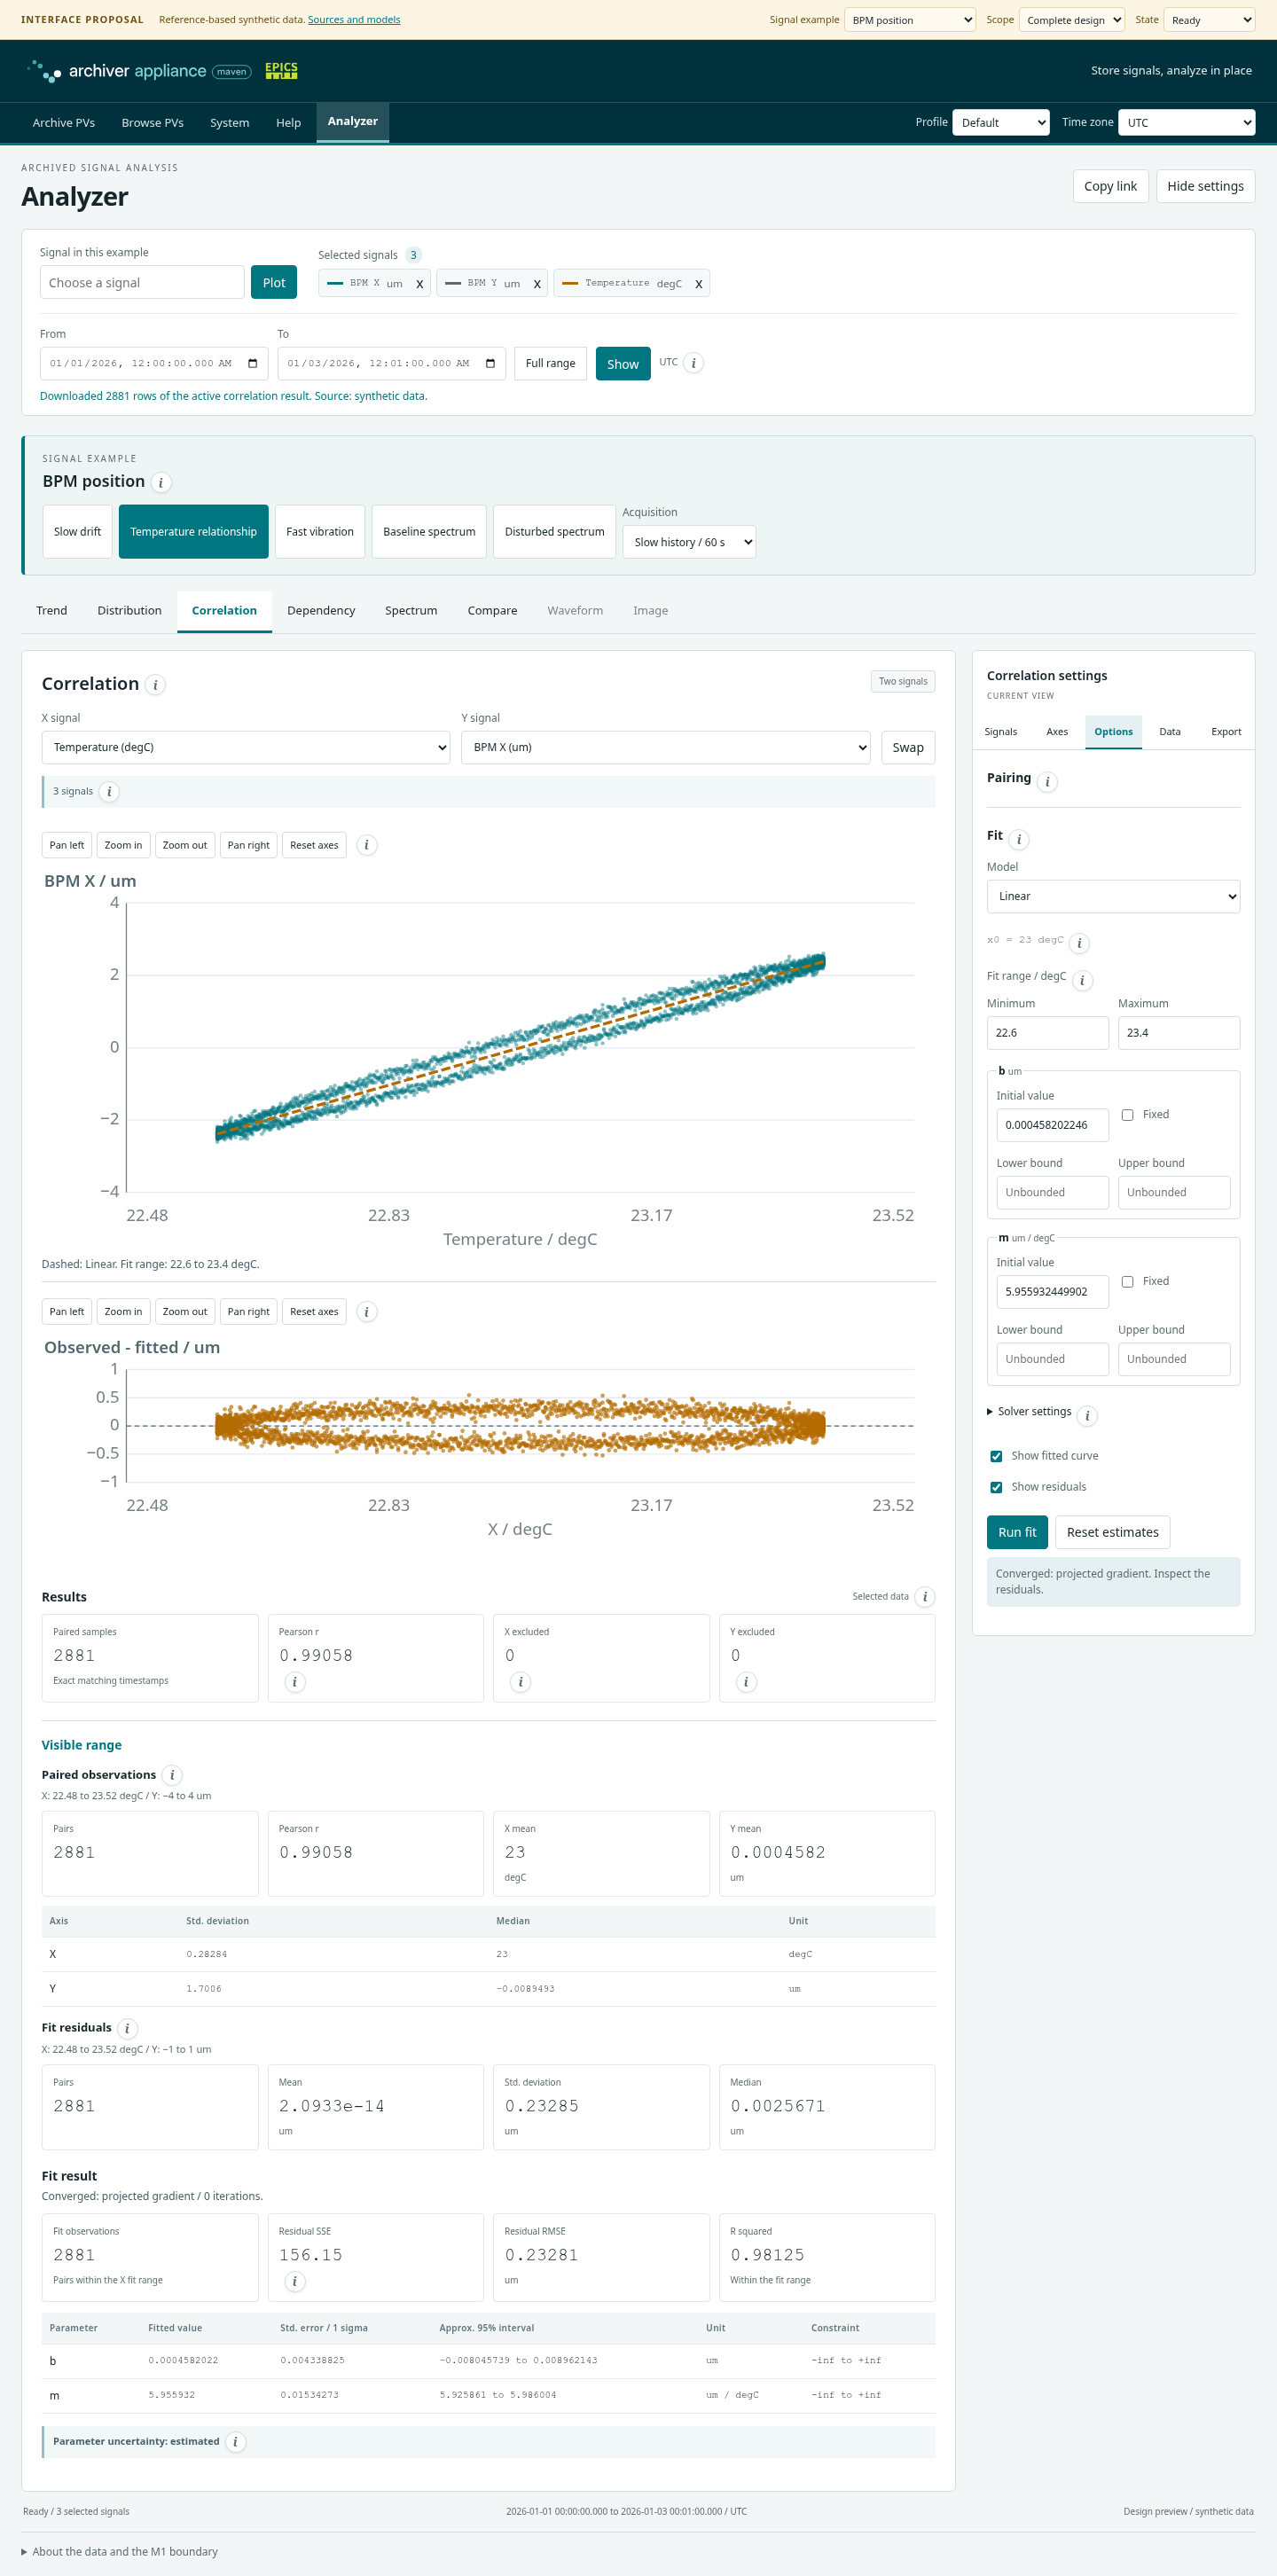 INTERFACE PROPOSAL Reference-based synthetic data. Sources and models Signal example BPM position Scope Complete design State Ready
archiver appliance maven EPICS Store signals, analyze in place
Archive PVs Browse PVs System Help Analyzer Profile Default Time zone UTC
ARCHIVED SIGNAL ANALYSIS
Analyzer Copy link Hide settings
Signal in this example Selected signals 3
Choose a signal Plot BPM X um X BPM Y um X Temperature degC X
From To
01/01/2026, 12:00:00.000 AM 01/03/2026, 12:01:00.000 AM Full range Show UTC i
Downloaded 2881 rows of the active correlation result. Source: synthetic data.
SIGNAL EXAMPLE
BPM position i
Slow drift Temperature relationship Fast vibration Baseline spectrum Disturbed spectrum Acquisition
Slow history / 60 s
Trend Distribution Correlation Dependency Spectrum Compare Waveform Image
Correlation i Two signals
X signal Y signal
Temperature (degC) BPM X (um) Swap
3 signals i
Pan left Zoom in Zoom out Pan right Reset axes i
BPM X / um
4
2
0
−2
−4
22.48 22.83 23.17 23.52
Temperature / degC
Dashed: Linear. Fit range: 22.6 to 23.4 degC.
Pan left Zoom in Zoom out Pan right Reset axes i
Observed - fitted / um
1
0.5
0
−0.5
−1
22.48 22.83 23.17 23.52
X / degC
Results Selected data i
Paired samples Pearson r X excluded Y excluded
2881 0.99058 0 0
Exact matching timestamps i i i
Visible range
Paired observations i
X: 22.48 to 23.52 degC / Y: −4 to 4 um
Pairs Pearson r X mean Y mean
2881 0.99058 23 0.0004582
degC um
Axis Std. deviation Median Unit
X 0.28284 23 degC
Y 1.7006 −0.0089493 um
Fit residuals i
X: 22.48 to 23.52 degC / Y: −1 to 1 um
Pairs Mean Std. deviation Median
2881 2.0933e-14 0.23285 0.0025671
um um um
Fit result
Converged: projected gradient / 0 iterations.
Fit observations Residual SSE Residual RMSE R squared
2881 156.15 0.23281 0.98125
Pairs within the X fit range i um Within the fit range
Parameter Fitted value Std. error / 1 sigma Approx. 95% interval Unit Constraint
b 0.0004582022 0.004338825 -0.008045739 to 0.008962143 um -inf to +inf
m 5.955932 0.01534273 5.925861 to 5.986004 um / degC -inf to +inf
Parameter uncertainty: estimated i
Correlation settings
CURRENT VIEW
Signals Axes Options Data Export
Pairing i
Fit i
Model
Linear
x0 = 23 degC i
Fit range / degC i
Minimum Maximum
22.6 23.4
b um
Initial value
0.000458202246 Fixed
Lower bound Upper bound
Unbounded Unbounded
m um / degC
Initial value
5.955932449902 Fixed
Lower bound Upper bound
Unbounded Unbounded
Solver settings i
Show fitted curve
Show residuals
Run fit Reset estimates
Converged: projected gradient. Inspect the
residuals.
Ready / 3 selected signals 2026-01-01 00:00:00.000 to 2026-01-03 00:01:00.000 / UTC Design preview / synthetic data
About the data and the M1 boundary